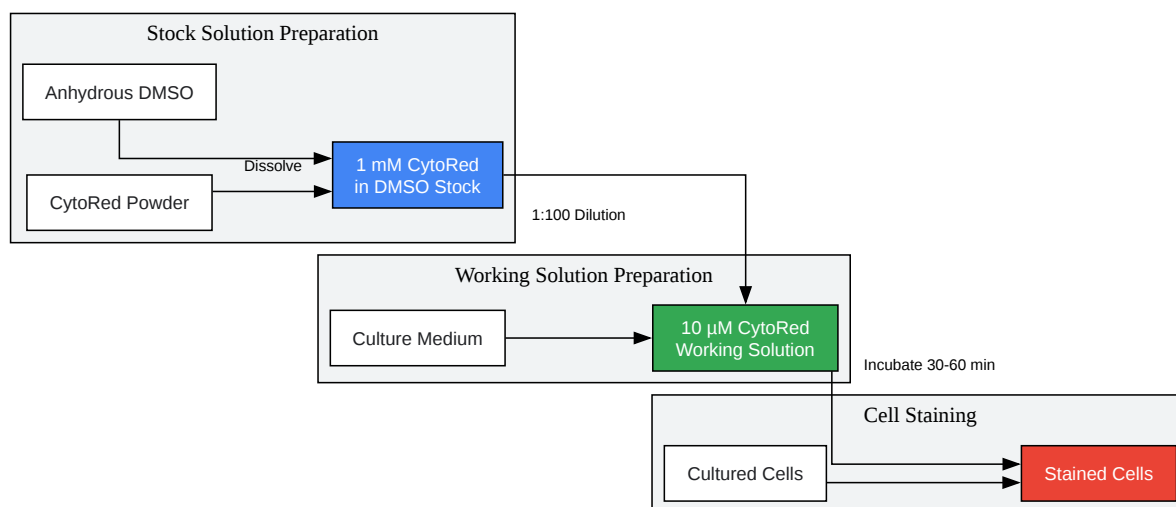 Stock Solution Preparation
Anhydrous DMSO
Dissolve
CytoRed Powder
1 mM CytoRed
in DMSO Stock
1:100 Dilution
Working Solution Preparation
Culture Medium
10 µM CytoRed
Working Solution
Incubate 30-60 min
Cell Staining
Cultured Cells
Stained Cells